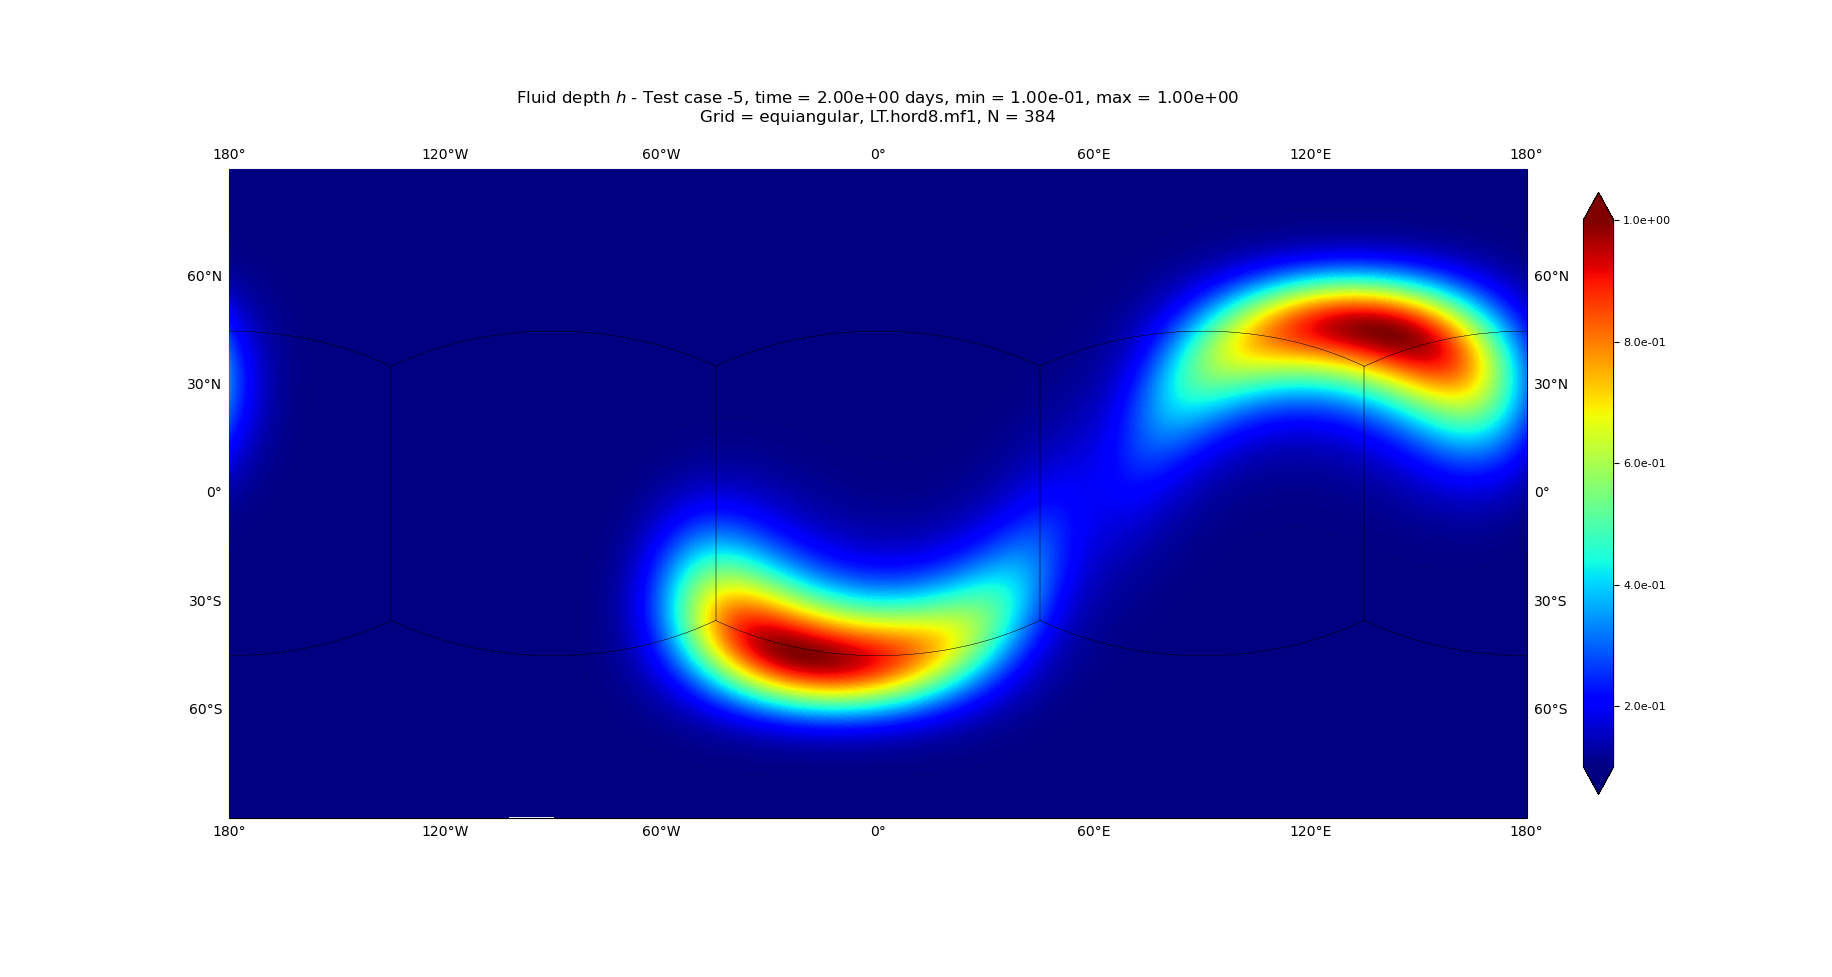 Fluid depth h - Test case -5, time = 2.00e+00 days, min = 1.00e-01, max = 1.00e+00
Grid = equiangular, LT.hord8.mf1, N = 384
180° 120°W 60°W 0° 60°E 120°E 180°
1.0e+00
60°N 60°N
8.0e-01
30°N 30°N
6.0e-01
0° 0°
4.0e-01
30°S 30°S
2.0e-01
60°S 60°S
180° 120°W 60°W 0° 60°E 120°E 180°